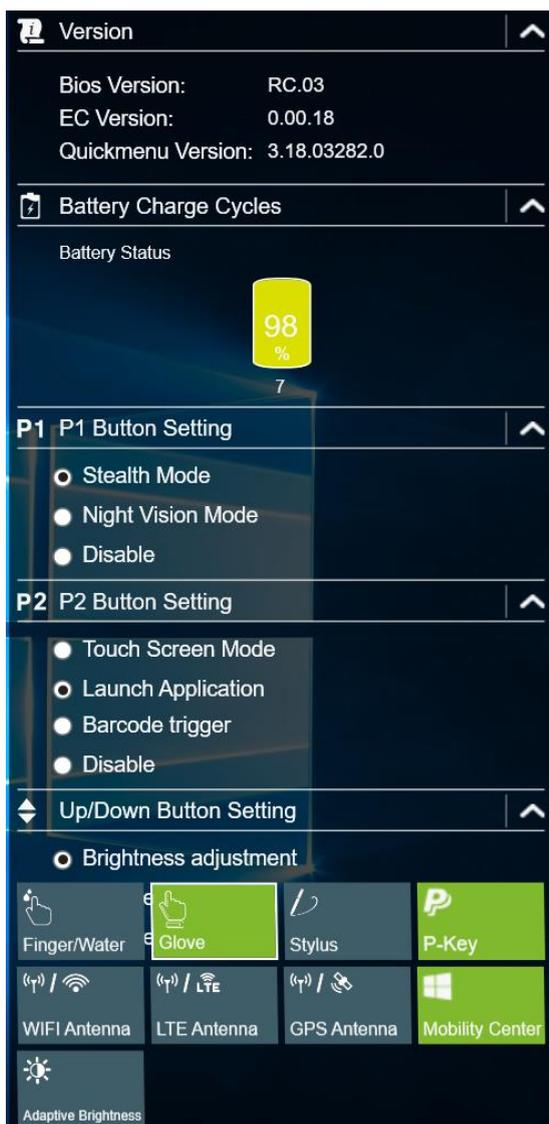 Version
Bios Version: RC.03
EC Version: 0.00.18
Quickmenu Version: 3.18.03282.0
Battery Charge Cycles
Battery Status
98
%
7
P1 P1 Button Setting
Stealth Mode
Night Vision Mode
Disable
P2 P2 Button Setting
Touch Screen Mode
Launch Application
Barcode trigger
Disable
Up/Down Button Setting
Brightness adjustment
Finger/Water
Glove
Stylus
P-Key
WIFI Antenna
LTE
LTE Antenna
GPS Antenna
Mobility Center
Adaptive Brightness